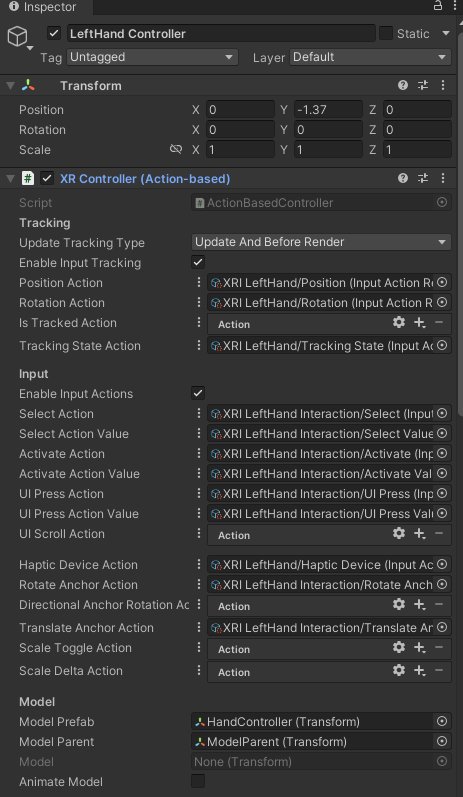 Inspector
LeftHand Controller Static
Tag Untagged Layer Default
Transform
Position X 0 Y -1.37 Z 0
Rotation X 0 Y 0 Z 0
Scale X 1 Y 1 Z 1
# XR Controller (Action-based)
Script # ActionBasedController
Tracking
Update Tracking Type Update And Before Render
Enable Input Tracking
Position Action XRI LeftHand/Position (Input Action Re
Rotation Action XRI LeftHand/Rotation (Input Action R
Is Tracked Action Action
Tracking State Action XRI LeftHand/Tracking State (Input Ac
Input
Enable Input Actions
Select Action XRI LeftHand Interaction/Select (Input
Select Action Value XRI LeftHand Interaction/Select Value
Activate Action XRI LeftHand Interaction/Activate (Inp
Activate Action Value XRI LeftHand Interaction/Activate Val
UI Press Action XRI LeftHand Interaction/UI Press (Inp
UI Press Action Value XRI LeftHand Interaction/UI Press Val
UI Scroll Action Action
Haptic Device Action XRI LeftHand/Haptic Device (Input Ac
Rotate Anchor Action XRI LeftHand Interaction/Rotate Anch
Directional Anchor Rotation Ac Action
Translate Anchor Action XRI LeftHand Interaction/Translate An
Scale Toggle Action Action
Scale Delta Action Action
Model
Model Prefab HandController (Transform)
Model Parent ModelParent (Transform)
Model None (Transform)
Animate Model